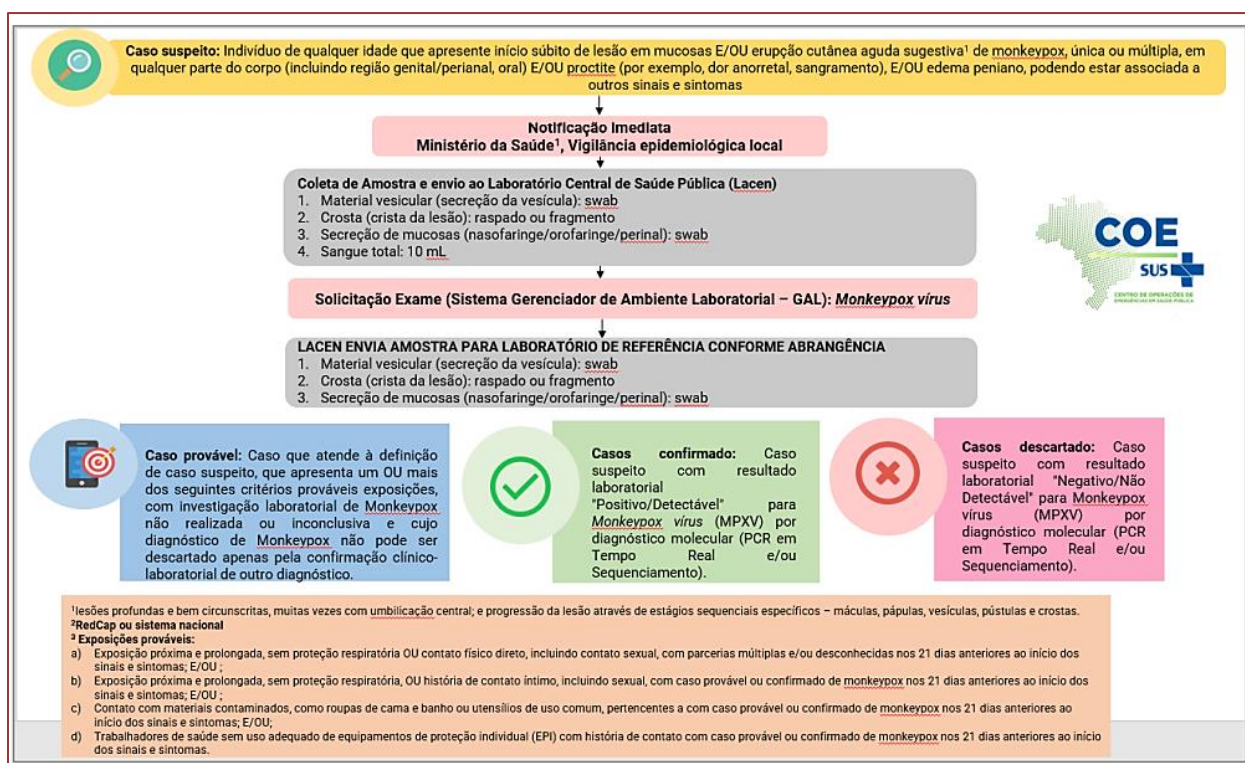 Caso suspeito: Indivíduo de qualquer idade que apresente início súbito de lesão em mucosas E/OU erupção cutânea aguda sugestiva¹ de monkeypox, única ou múltipla, em
qualquer parte do corpo (incluindo região genital/perianal, oral) E/OU proctite (por exemplo, dor anorretal, sangramento), E/OU edema peniano, podendo estar associada a
outros sinais e sintomas
Notificação Imediata
Ministério da Saúde¹, Vigilância epidemiológica local
Coleta de Amostra e envio ao Laboratório Central de Saúde Pública (Lacen)
1. Material vesicular (secreção da vesícula): swab
2. Crosta (crista da lesão): raspado ou fragmento
3. Secreção de mucosas (nasofaringe/orofaringe/perinal): swab
4. Sangue total: 10 mL
COE
SUS
CENTRO DE OPERAÇÕES DE
EMERGÊNCIAS EM SAÚDE PÚBLICA
Solicitação Exame (Sistema Gerenciador de Ambiente Laboratorial – GAL): Monkeypox vírus
LACEN ENVIA AMOSTRA PARA LABORATÓRIO DE REFERÊNCIA CONFORME ABRANGÊNCIA
1. Material vesicular (secreção da vesícula): swab
2. Crosta (crista da lesão): raspado ou fragmento
3. Secreção de mucosas (nasofaringe/orofaringe/perinal): swab
Caso provável: Caso que atende à definição
de caso suspeito, que apresenta um OU mais
dos seguintes critérios prováveis exposições,
com investigação laboratorial de Monkeypox
não realizada ou inconclusiva e cujo
diagnóstico de Monkeypox não pode ser
descartado apenas pela confirmação clínico-
laboratorial de outro diagnóstico.
Casos confirmado: Caso
suspeito com resultado
laboratorial
"Positivo/Detectável" para
Monkeypox vírus (MPXV) por
diagnóstico molecular (PCR em
Tempo Real e/ou
Sequenciamento).
Casos descartado: Caso
suspeito com resultado
laboratorial "Negativo/Não
Detectável" para Monkeypox
vírus (MPXV) por
diagnóstico molecular (PCR
em Tempo Real e/ou
Sequenciamento).
¹lesões profundas e bem circunscritas, muitas vezes com umbilicação central; e progressão da lesão através de estágios sequenciais específicos – máculas, pápulas, vesículas, pústulas e crostas.
²RedCap ou sistema nacional
³ Exposições prováveis:
a) Exposição próxima e prolongada, sem proteção respiratória OU contato físico direto, incluindo contato sexual, com parcerias múltiplas e/ou desconhecidas nos 21 dias anteriores ao início dos
sinais e sintomas; E/OU ;
b) Exposição próxima e prolongada, sem proteção respiratória, OU história de contato íntimo, incluindo sexual, com caso provável ou confirmado de monkeypox nos 21 dias anteriores ao início dos
sinais e sintomas; E/OU ;
c) Contato com materiais contaminados, como roupas de cama e banho ou utensílios de uso comum, pertencentes a com caso provável ou confirmado de monkeypox nos 21 dias anteriores ao
início dos sinais e sintomas; E/OU;
d) Trabalhadores de saúde sem uso adequado de equipamentos de proteção individual (EPI) com história de contato com caso provável ou confirmado de monkeypox nos 21 dias anteriores ao início
dos sinais e sintomas.